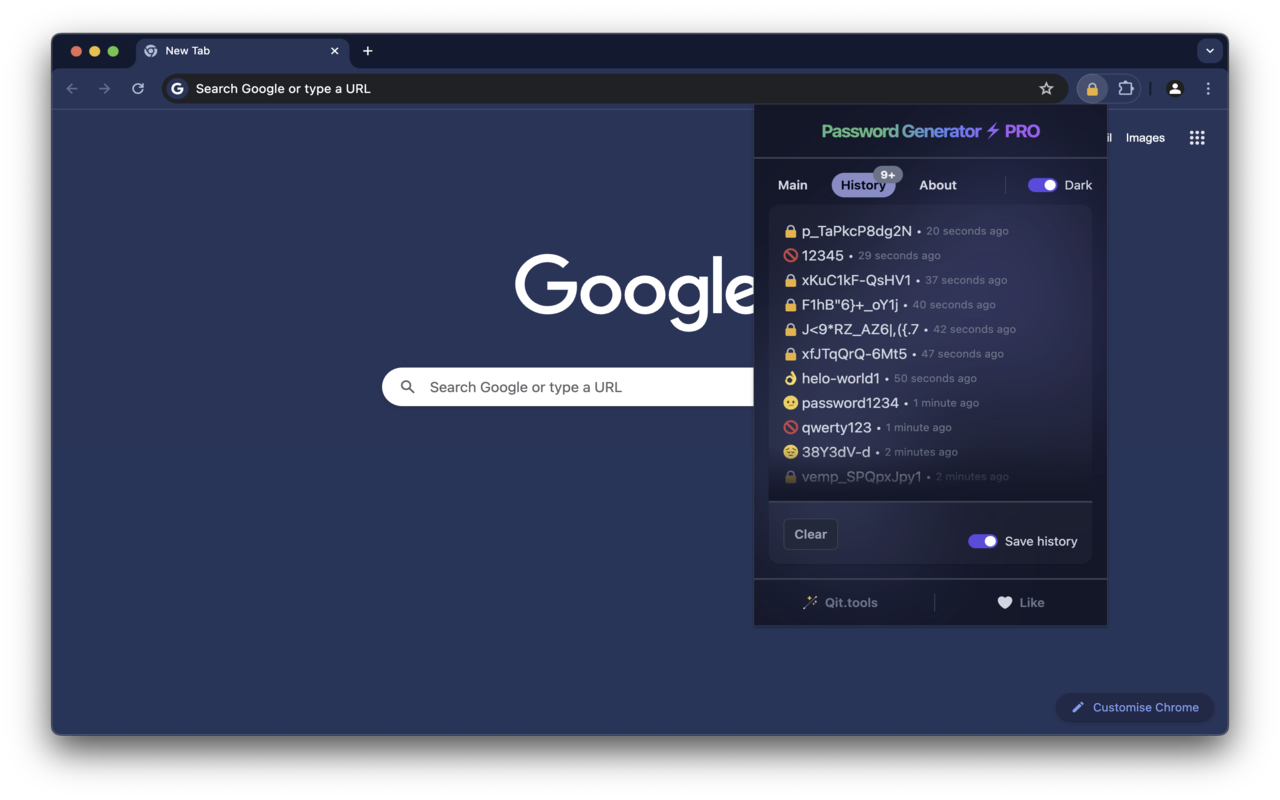 New Tab
Search Google or type a URL
Password Generator ⚡ PRO
il Images
Main History 9+ About Dark
p_TaPkcP8dg2N • 20 seconds ago
12345 • 29 seconds ago
xKuC1kF-QsHV1 • 37 seconds ago
F1hB"6}+_oY1j • 40 seconds ago
J<9*RZ_AZ6|,({.7 • 42 seconds ago
xfJTqQrQ-6Mt5 • 47 seconds ago
helo-world1 • 50 seconds ago
password1234 • 1 minute ago
qwerty123 • 1 minute ago
38Y3dV-d • 2 minutes ago
vemp_SPQpxJpy1 • 2 minutes ago
Google
Search Google or type a URL
Clear
Save history
Qit.tools Like
Customise Chrome